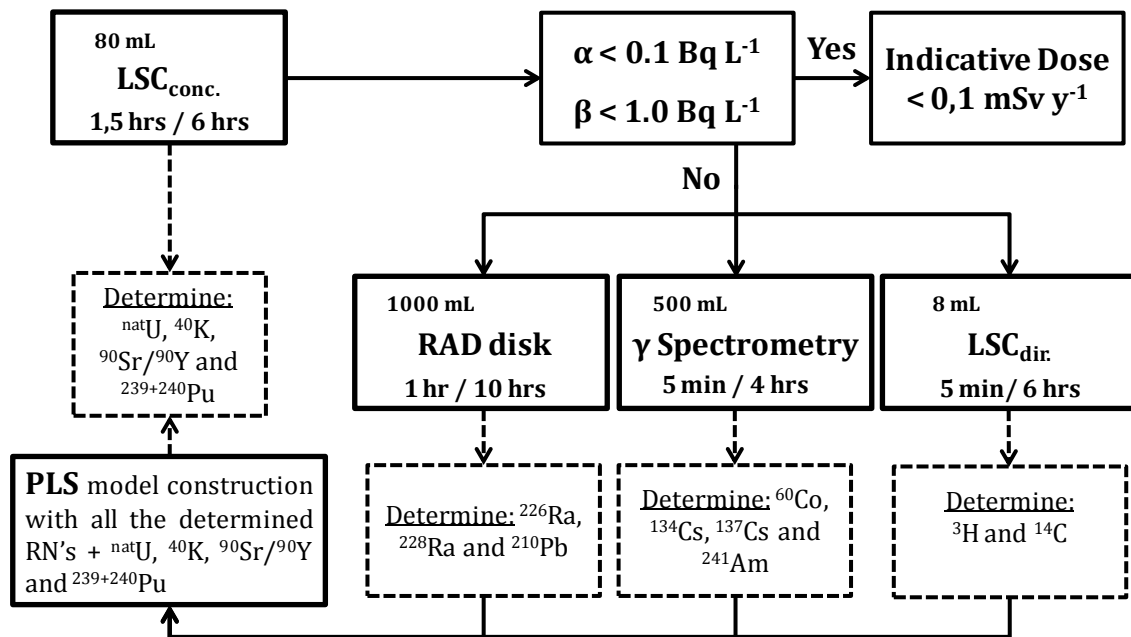 80 mL
LSCconc.
1,5 hrs / 6 hrs
α < 0.1 Bq L-1
β < 1.0 Bq L-1
Yes
Indicative Dose
< 0,1 mSv y-1
No
Determine:
natU, 40K,
90Sr/90Y and
239+240Pu
1000 mL
RAD disk
1 hr / 10 hrs
500 mL
γ Spectrometry
5 min / 4 hrs
8 mL
LSCdir.
5 min/ 6 hrs
PLS model construction
with all the determined
RN's + natU, 40K, 90Sr/90Y
and 239+240Pu
Determine: 226Ra,
228Ra and 210Pb
Determine: 60Co,
134Cs, 137Cs and
241Am
Determine:
3H and 14C